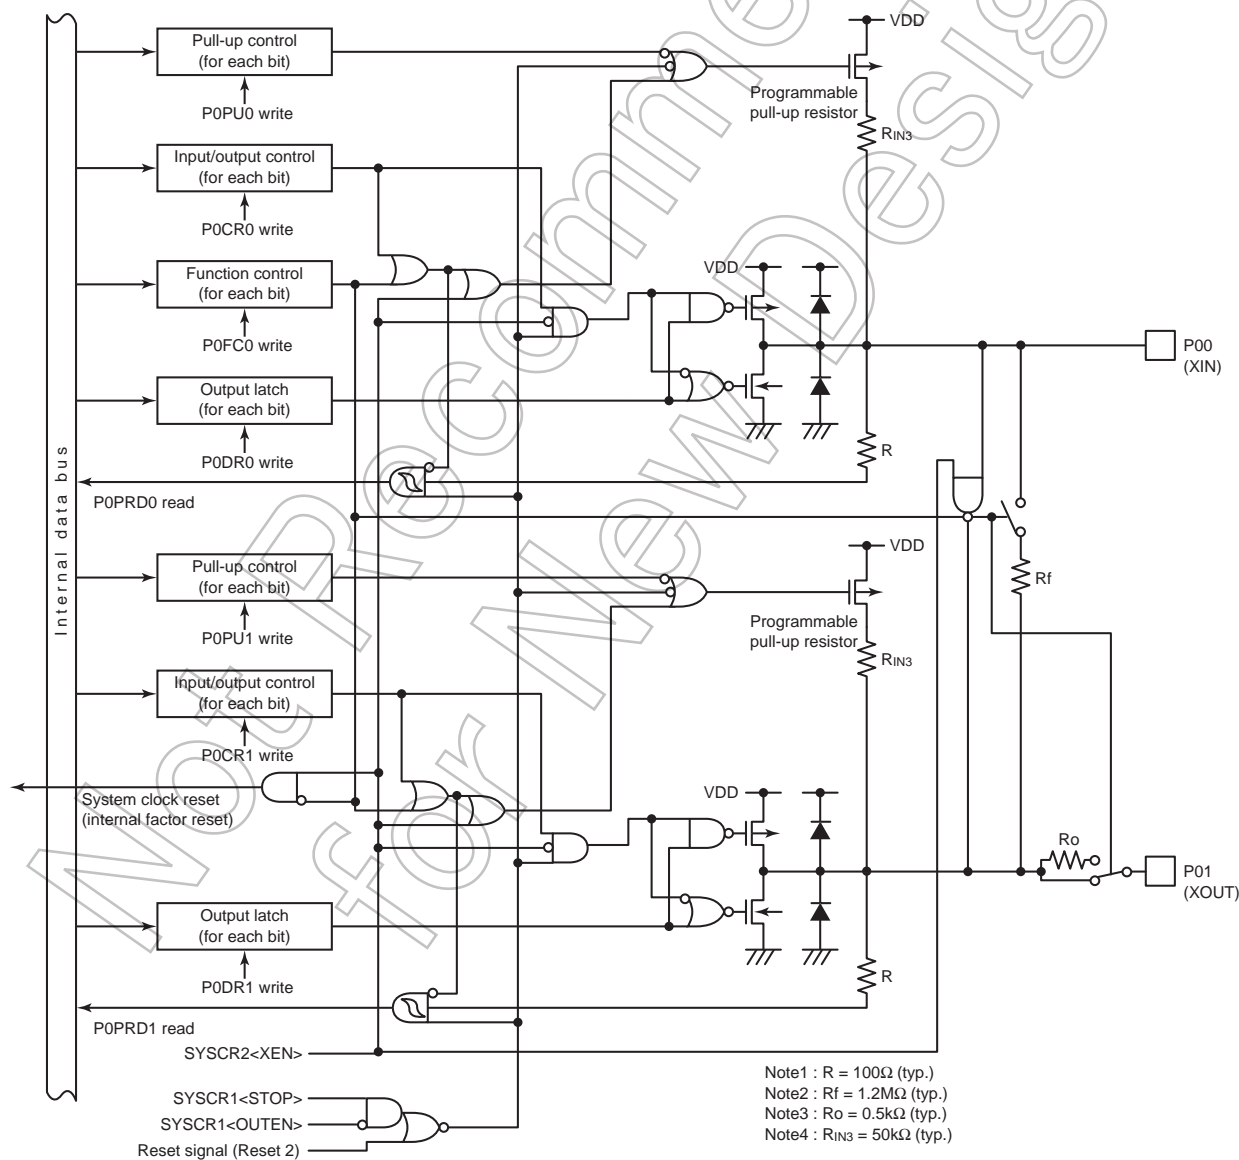 VDD
Pull-up control
(for each bit)
P0PU0 write
Programmable
pull-up resistor
RIN3
Input/output control
(for each bit)
P0CR0 write
Function control
(for each bit)
P0FC0 write
VDD
P00
(XIN)
Output latch
(for each bit)
P0DR0 write
R
P0PRD0 read
Internal data bus
VDD
Pull-up control
(for each bit)
P0PU1 write
Rf
Programmable
pull-up resistor
RIN3
Input/output control
(for each bit)
P0CR1 write
System clock reset
(internal factor reset)
VDD
Ro
P01
(XOUT)
Output latch
(for each bit)
P0DR1 write
R
P0PRD1 read
SYSCR2<XEN>
SYSCR1<STOP>
SYSCR1<OUTEN>
Reset signal (Reset 2)
Note1 : R = 100Ω (typ.)
Note2 : Rf = 1.2MΩ (typ.)
Note3 : Ro = 0.5kΩ (typ.)
Note4 : RIN3 = 50kΩ (typ.)
Not Recomme
for New Desig